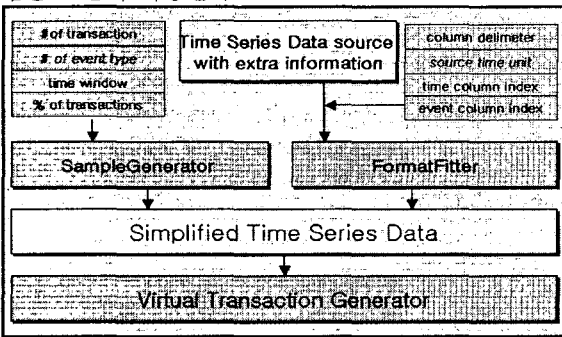 # of transaction
# of event type
time window
% of transactions
Time Series Data source
with extra information
column delimeter
source time unit
time column index
event column index
SampleGenerator
FormatFitter
Simplified Time Series Data
Virtual Transaction Generator